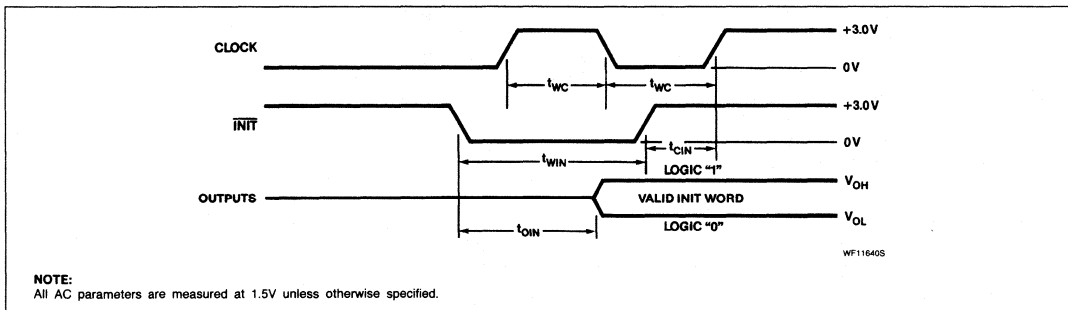 CLOCK
+3.0V
0V
tWC
tWC
INIT
+3.0V
0V
tCIN
tWIN
LOGIC "1"
OUTPUTS
VALID INIT WORD
VOH
VOL
tOIN
LOGIC "0"
WF11640S
NOTE:
All AC parameters are measured at 1.5V unless otherwise specified.